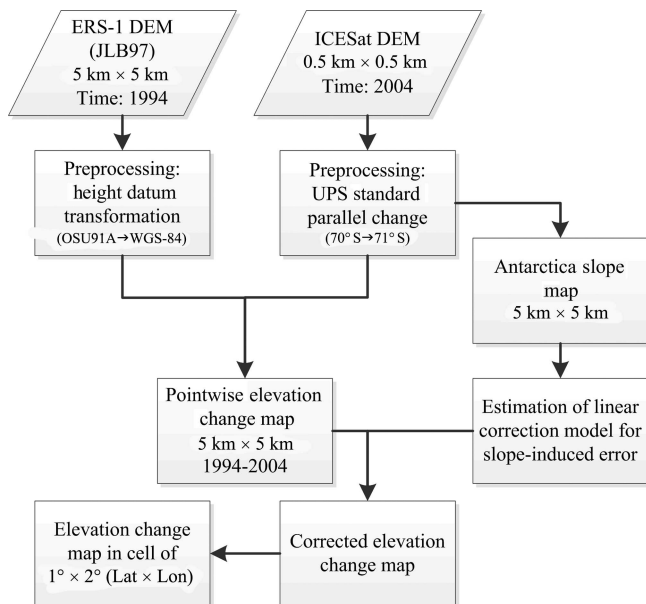 ERS-1 DEM
(JLB97)
5 km × 5 km
Time: 1994
ICESat DEM
0.5 km × 0.5 km
Time: 2004
Preprocessing:
height datum
transformation
(OSU91A→WGS-84)
Preprocessing:
UPS standard
parallel change
(70° S→71° S)
Antarctica slope
map
5 km × 5 km
Pointwise elevation
change map
5 km × 5 km
1994-2004
Estimation of linear
correction model for
slope-induced error
Elevation change
map in cell of
1° × 2° (Lat × Lon)
Corrected elevation
change map